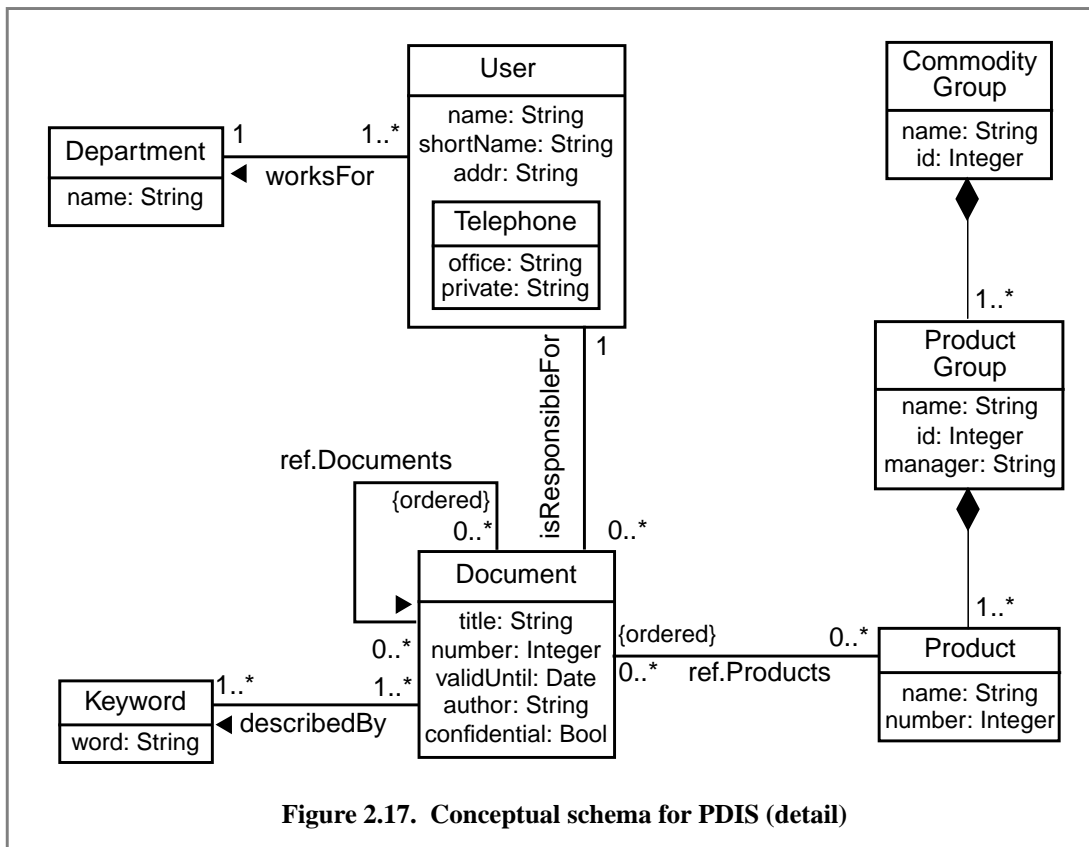 User
name: String
shortName: String
addr: String
Telephone
office: String
private: String
Department
name: String
1
1..*
worksFor
Commodity
Group
name: String
id: Integer
1..*
Product
Group
name: String
id: Integer
manager: String
1..*
1
isResponsibleFor
0..*
ref.Documents
{ordered}
0..*
0..*
Document
title: String
number: Integer
validUntil: Date
author: String
confidential: Bool
{ordered}
0..*
0..*
ref.Products
Product
name: String
number: Integer
Keyword
word: String
1..*
1..*
describedBy
Figure 2.17. Conceptual schema for PDIS (detail)